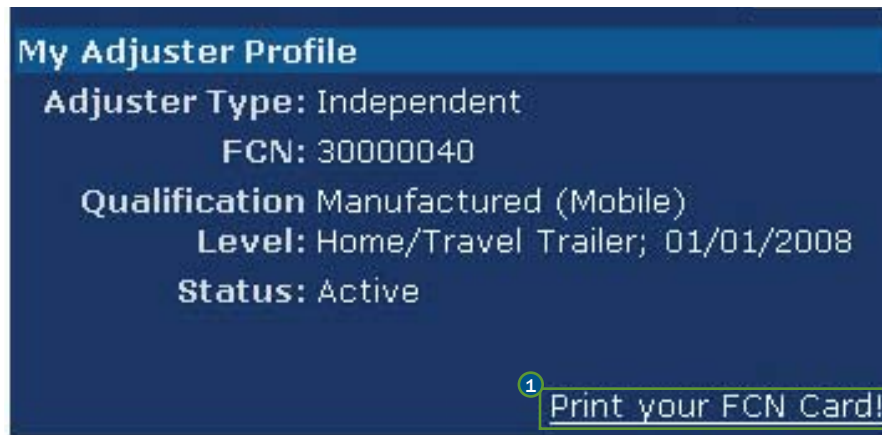 My Adjuster Profile
Adjuster Type: Independent
FCN: 30000040
Qualification Manufactured (Mobile)
Level: Home/Travel Trailer; 01/01/2008
Status: Active
1
Print your FCN Card!